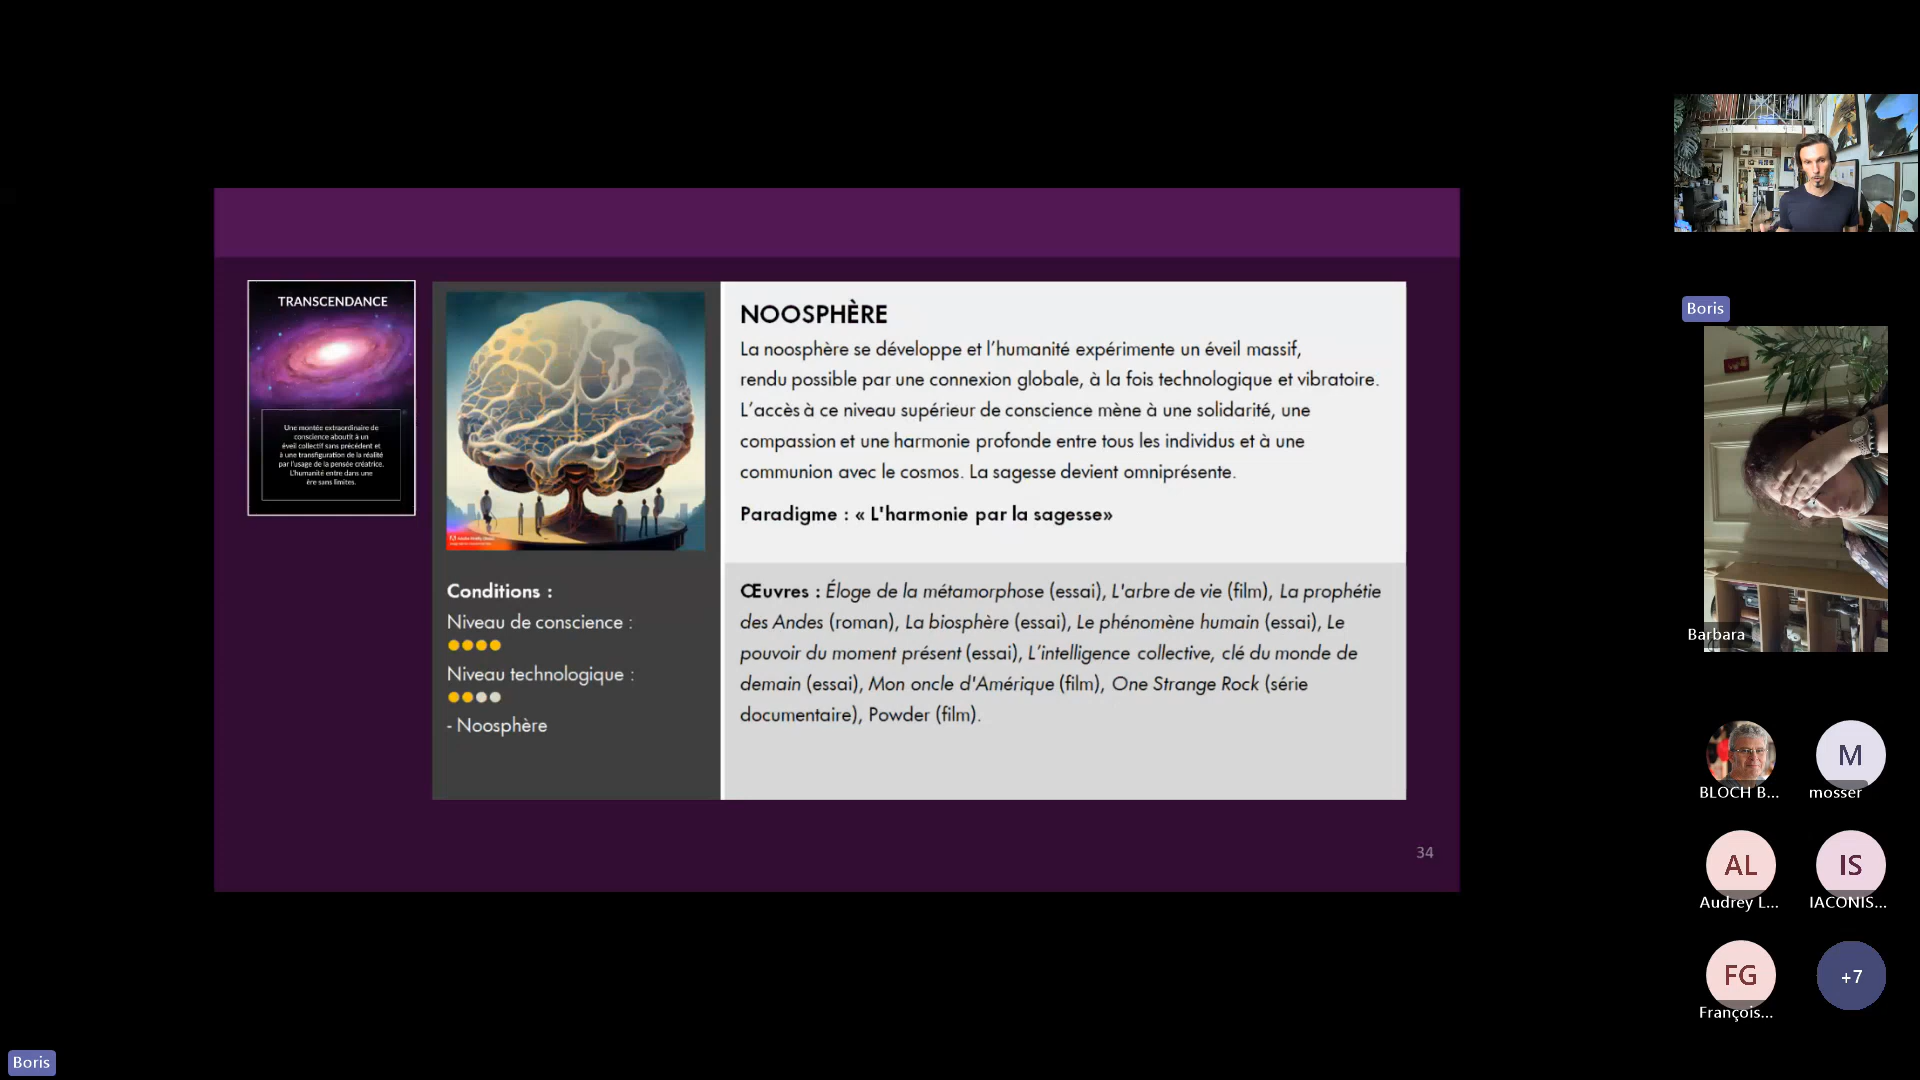 TRANSCENDANCE
Une montée extraordinaire de
conscience aboutit à un
éveil collectif sans précédent et
à une transfiguration de la réalité
par l'usage de la pensée créatrice.
L'humanité entre dans une
ère sans limites.
NOOSPHÈRE
La noosphère se développe et l'humanité expérimente un éveil massif,
rendu possible par une connexion globale, à la fois technologique et vibratoire.
L'accès à ce niveau supérieur de conscience mène à une solidarité, une
compassion et une harmonie profonde entre tous les individus et à une
communion avec le cosmos. La sagesse devient omniprésente.
Paradigme : « L'harmonie par la sagesse»
Conditions :
Niveau de conscience :
Niveau technologique :
- Noosphère
Œuvres : Éloge de la métamorphose (essai), L'arbre de vie (film), La prophétie
des Andes (roman), La biosphère (essai), Le phénomène humain (essai), Le
pouvoir du moment présent (essai), L'intelligence collective, clé du monde de
demain (essai), Mon oncle d'Amérique (film), One Strange Rock (série
documentaire), Powder (film).
34
Boris
Barbara
BLOCH B...
M
mosser
AL
Audrey L...
IS
IACONIS...
FG
François...
+7
Boris